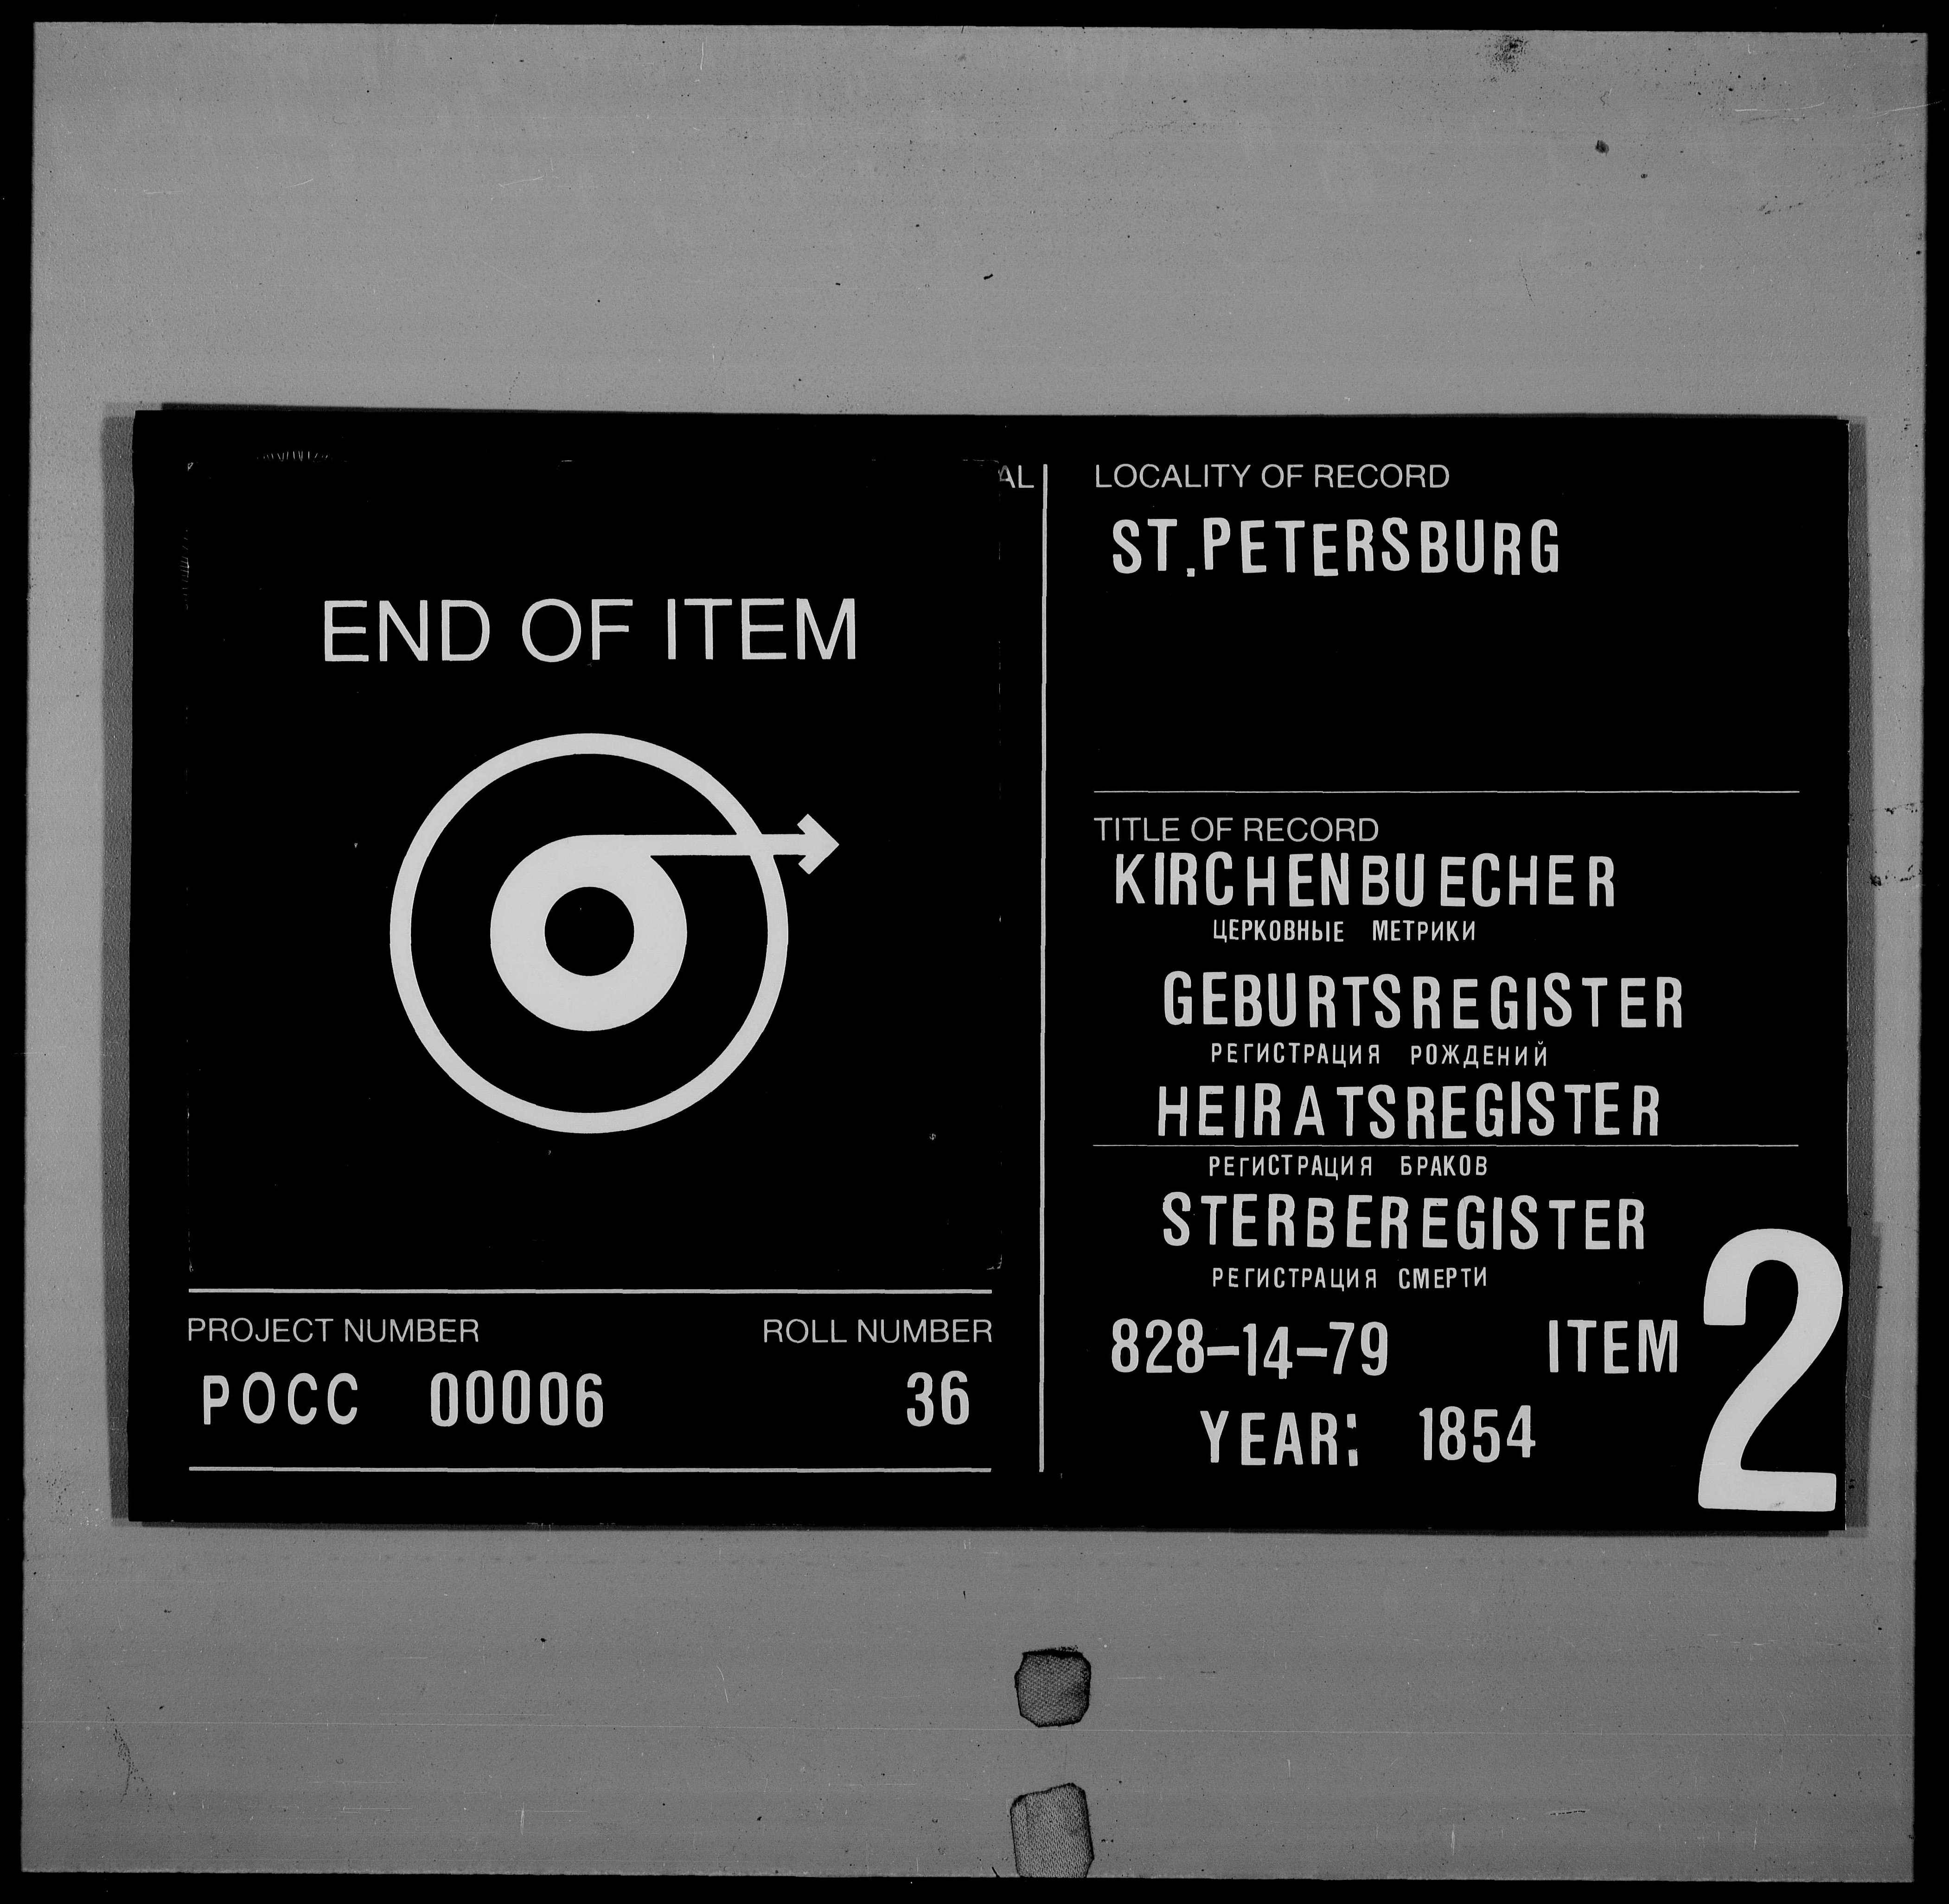 END OF ITEM
PROJECT NUMBER ROLL NUMBER
РОСС 00006 36
AL
LOCALITY OF RECORD
ST.PETERSBURG
TITLE OF RECORD
KIRCHENBUECHER
ЦЕРКОВНЫЕ МЕТРИКИ
GEBURTSREGISTER
РЕГИСТРАЦИЯ РОЖДЕНИЙ
HEIRATSREGISTER
РЕГИСТРАЦИЯ БРАКОВ
STERBEREGISTER
РЕГИСТРАЦИЯ СМЕРТИ
828-14-79 ITEM 2
YEAR: 1854